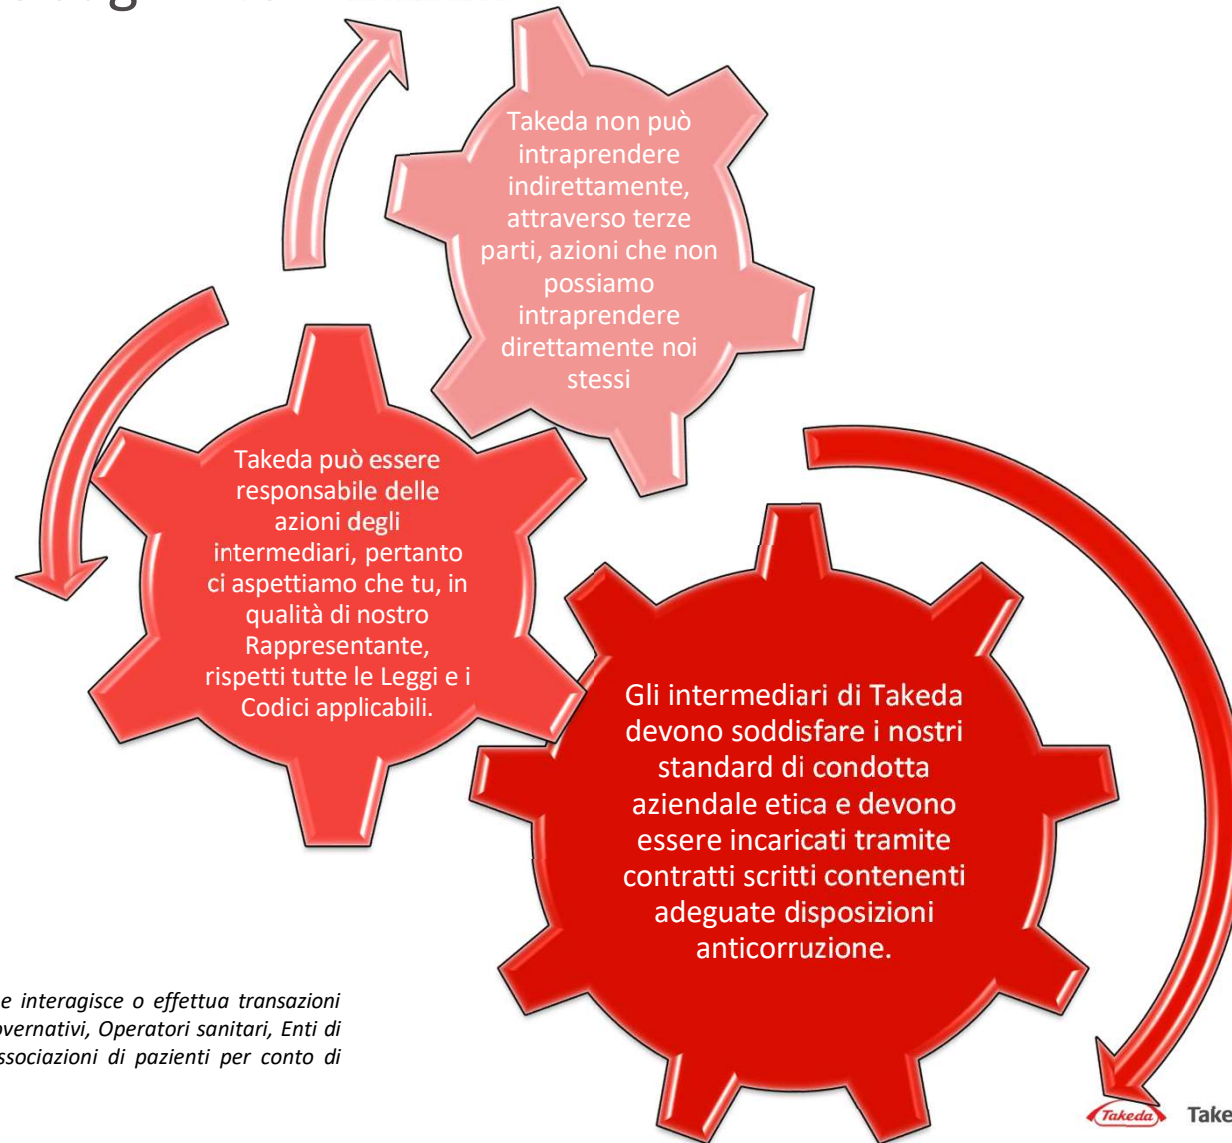 Takeda non può
intraprendere
indirettamente,
attraverso terze
parti, azioni che non
possiamo
intraprendere
direttamente noi
stessi
Takeda può essere
responsabile delle
azioni degli
intermediari, pertanto
ci aspettiamo che tu, in
qualità di nostro
Rappresentante,
rispetti tutte le Leggi e i
Codici applicabili.
Gli intermediari di Takeda
devono soddisfare i nostri
standard di condotta
aziendale etica e devono
essere incaricati tramite
contratti scritti contenenti
adeguate disposizioni
anticorruzione.
e interagisce o effettua transazioni
Operatori sanitari, Enti di
di pazienti per conto di
Takeda